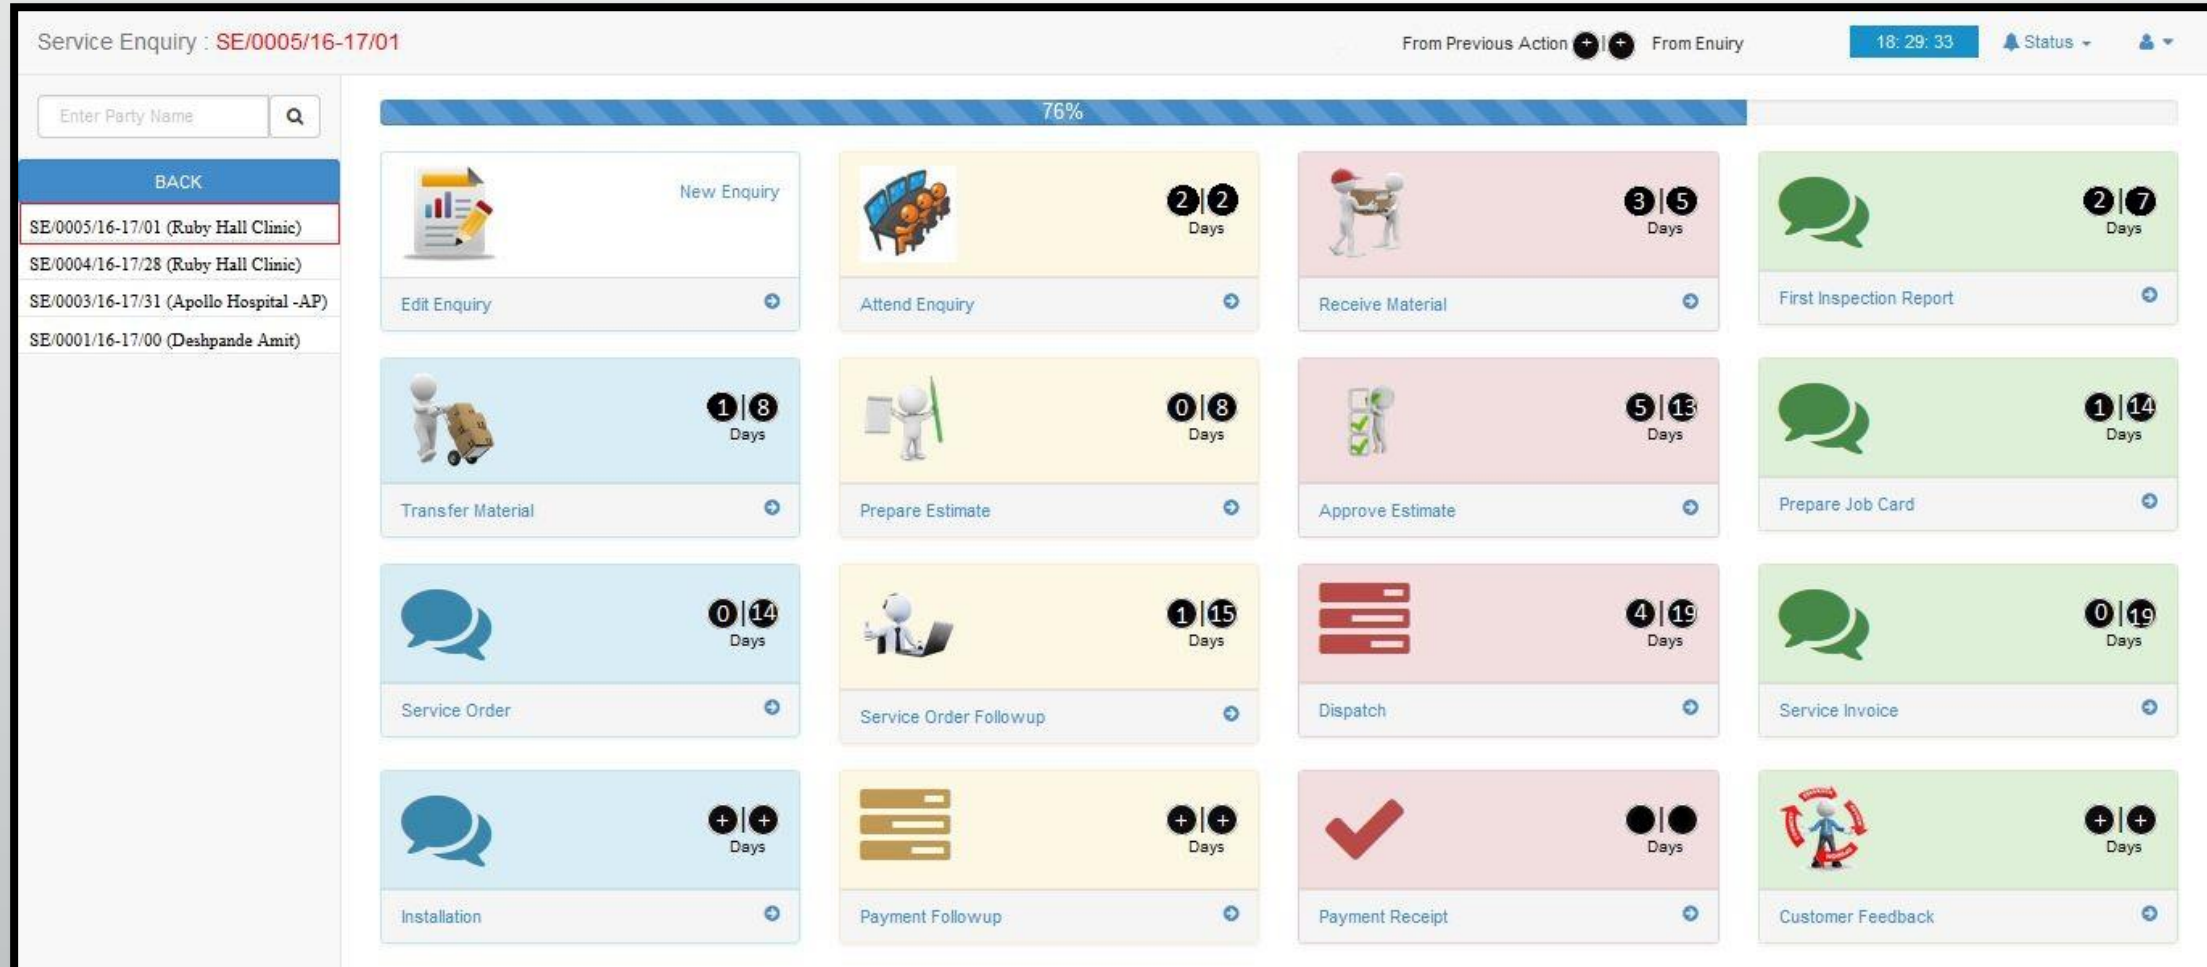 Service Enquiry : SE/0005/16-17/01
From Previous Action + | + From Enuiry
18: 29: 33
Status
Enter Party Name
76%
BACK
SE/0005/16-17/01 (Ruby Hall Clinic)
SE/0004/16-17/28 (Ruby Hall Clinic)
SE/0003/16-17/31 (Apollo Hospital -AP)
SE/0001/16-17/00 (Deshpande Amit)
New Enquiry
Edit Enquiry
2|2
Days
Attend Enquiry
3|5
Days
Receive Material
2|7
Days
First Inspection Report
1|8
Days
Transfer Material
0|8
Days
Prepare Estimate
5|13
Days
Approve Estimate
1|14
Days
Prepare Job Card
0|14
Days
Service Order
1|15
Days
Service Order Followup
4|19
Days
Dispatch
0|19
Days
Service Invoice
+|+
Days
Installation
+|+
Days
Payment Followup
|
Days
Payment Receipt
+|+
Days
Customer Feedback